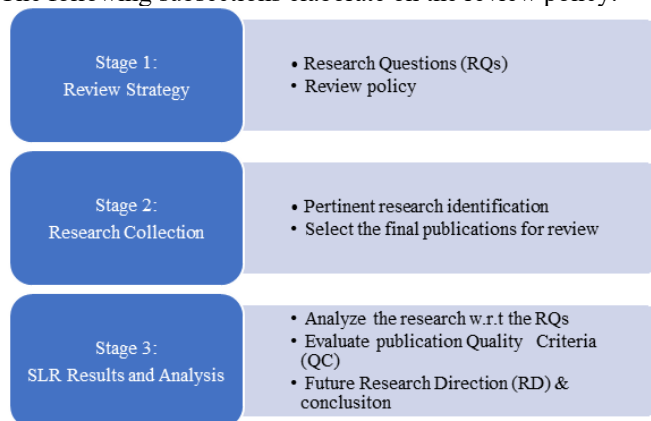 The following subsections elaborate on the review policy.
Stage 1:
Review Strategy
• Research Questions (RQs)
• Review policy
Stage 2:
Research Collection
• Pertinent research identification
• Select the final publications for review
Stage 3:
SLR Results and Analysis
• Analyze the research w.r.t the RQs
• Evaluate publication Quality Criteria
(QC)
• Future Research Direction (RD) &
conclusiton